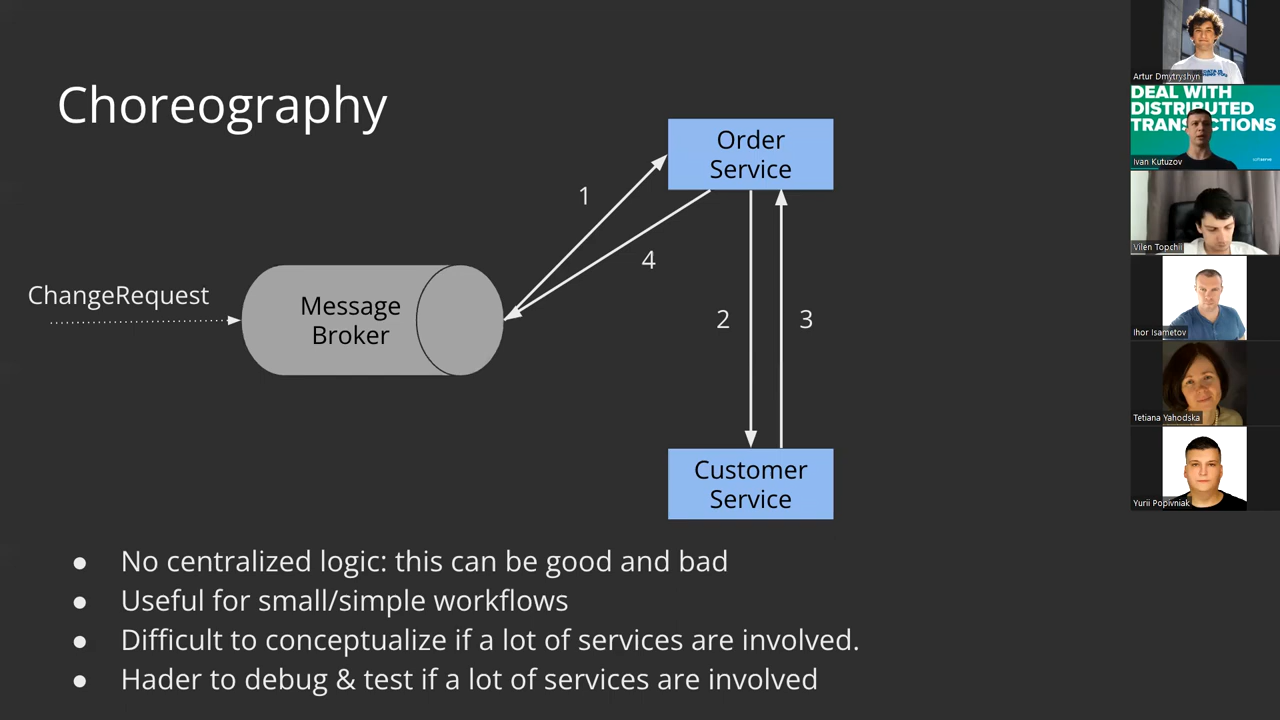 Choreography
Order
Service
1
4
ChangeRequest
Message
Broker
2
3
Customer
Service
● No centralized logic: this can be good and bad
● Useful for small/simple workflows
● Difficult to conceptualize if a lot of services are involved.
● Hader to debug & test if a lot of services are involved
Artur Dmytryshyn
DEAL WITH
DISTRIBUTED
TRANSACTIONS
Ivan Kutuzov
Vilen Topchii
Ihor Isametov
Tetiana Yahodska
Yurii Popivniak